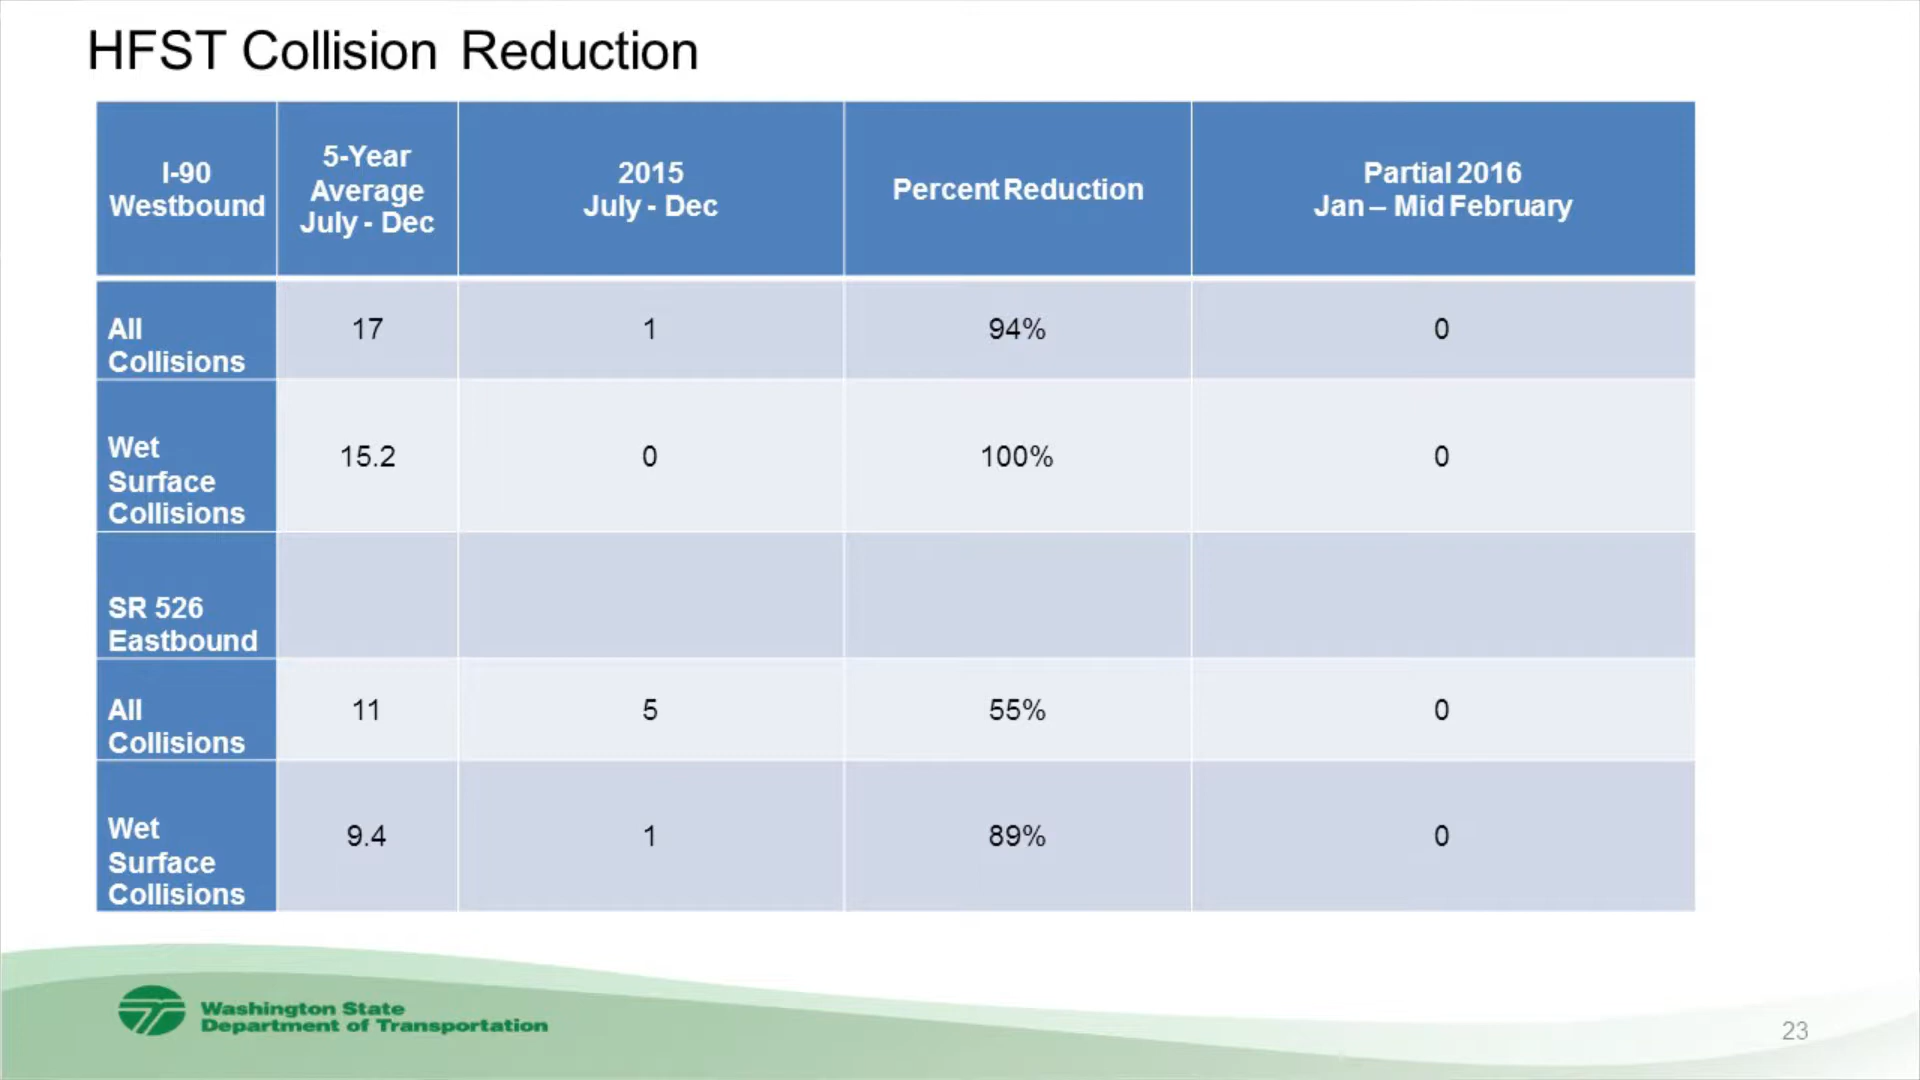 HFST Collision Reduction
I-90
Westbound
5-Year
Average
July - Dec
2015
July - Dec
Percent Reduction
Partial 2016
Jan – Mid February
All
Collisions
17
1
94%
0
Wet
Surface
Collisions
15.2
0
100%
0
SR 526
Eastbound
All
Collisions
11
5
55%
0
Wet
Surface
Collisions
9.4
1
89%
0
Washington State
Department of Transportation
23